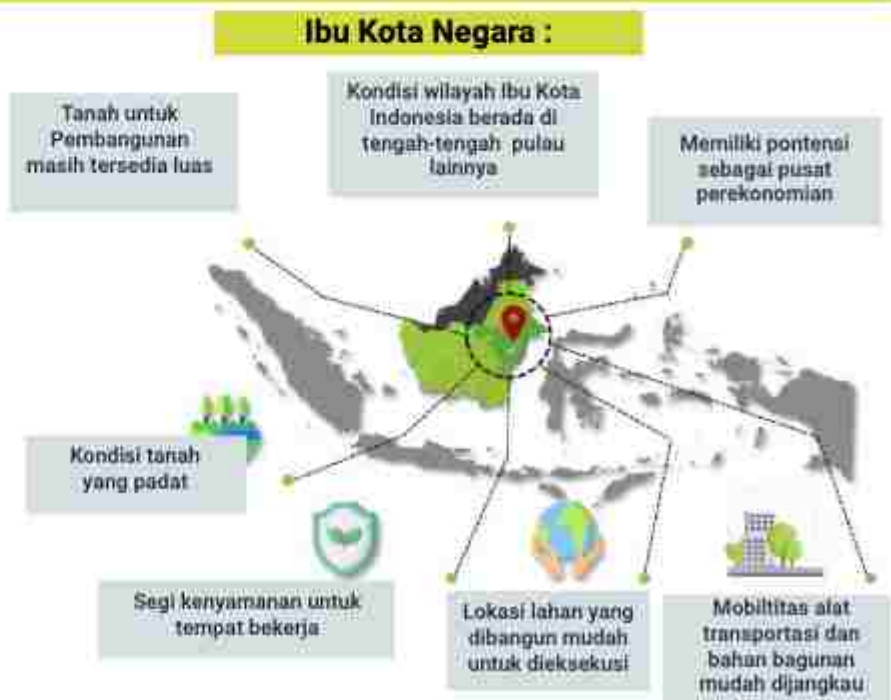 Ibu Kota Negara :
Tanah untuk
Pembangunan
masih tersedia luas
Kondisi wilayah Ibu Kota
Indonesia berada di
tengah-tengah pulau
lainnya
Memiliki pontensi
sebagai pusat
perekonomian
Kondisi tanah
yang padat
Segi kenyamanan untuk
tempat bekerja
Lokasi lahan yang
dibangun mudah
untuk dieksekusi
Mobiltitas alat
transportasi dan
bahan bagunan
mudah dijangkau